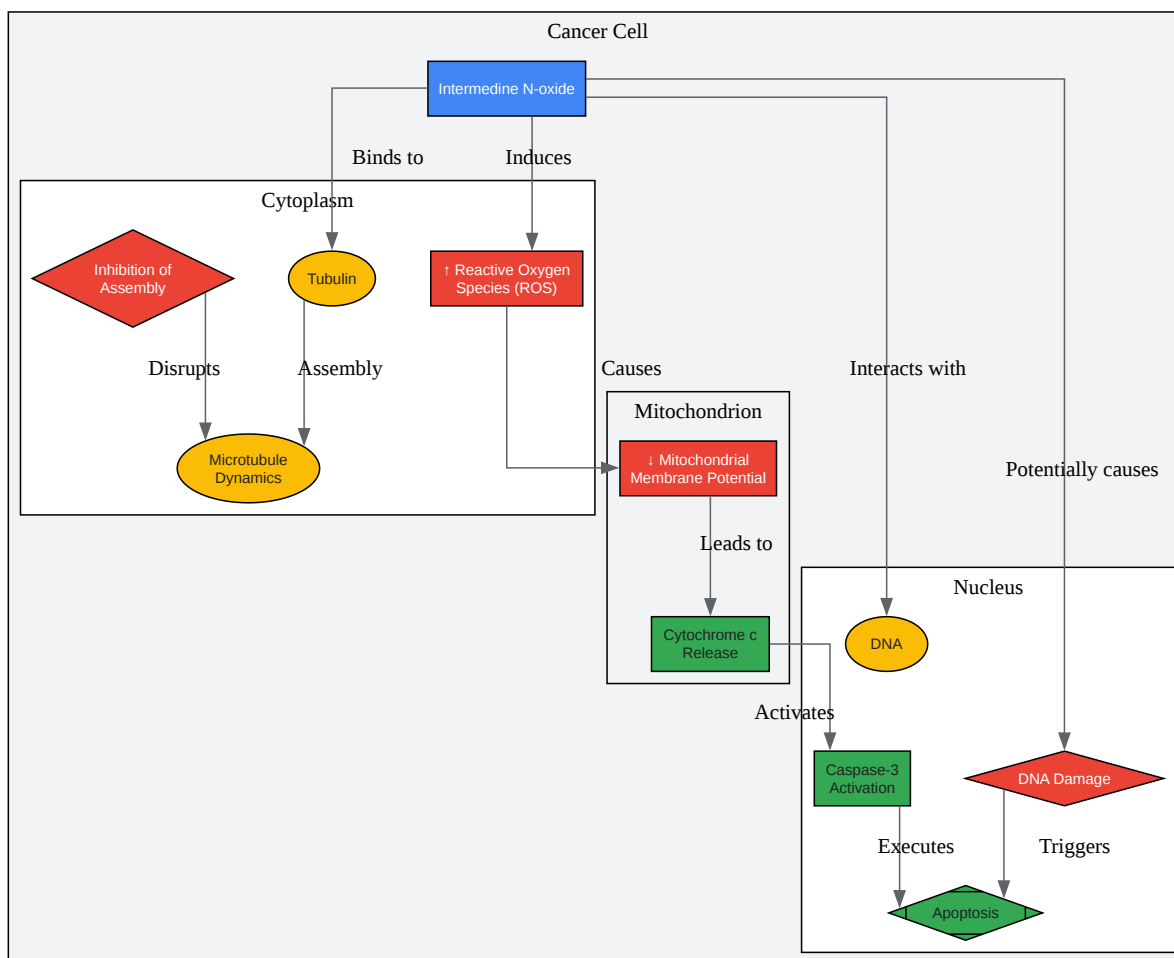 Cancer Cell
Intermedine N-oxide
Binds to
Induces
Cytoplasm
Inhibition of
Assembly
Tubulin
↑ Reactive Oxygen
Species (ROS)
Disrupts
Assembly
Causes
Interacts with
Mitochondrion
Microtubule
Dynamics
↓ Mitochondrial
Membrane Potential
Potentially causes
Leads to
Nucleus
Cytochrome c
Release
DNA
Activates
Caspase-3
Activation
DNA Damage
Executes
Triggers
Apoptosis